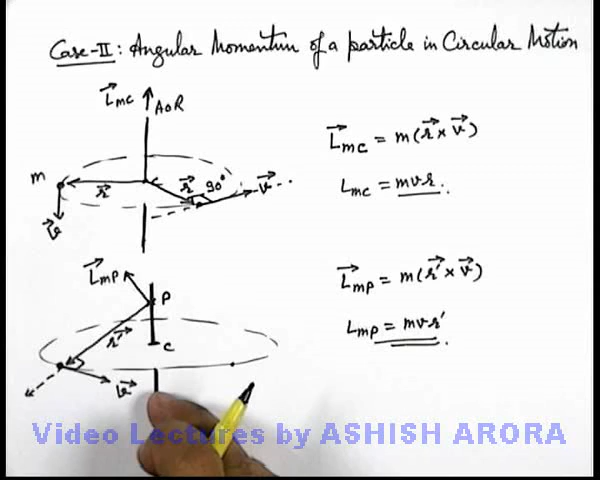 Case-II: Angular Momentum of a particle in Circular Motion
L⃗mc
AoR
L⃗mc = m(r⃗ × v⃗)
Lmc = mvr.
m
r⃗
r⃗
90°
v⃗
v⃗
L⃗mp
P
L⃗mp = m(r⃗' × v⃗)
Lmp = mvr'.
r⃗'
C
v⃗
Video Lectures by ASHISH ARORA